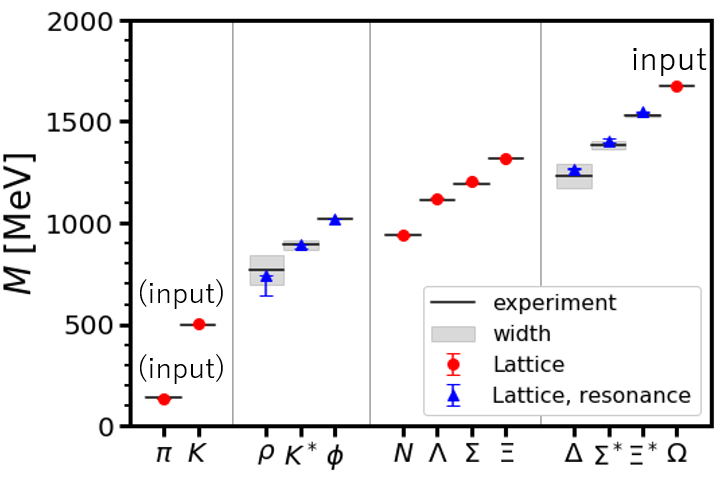 2000
1500
1000
500
0
M [MeV]
input
(input)
(input)
experiment
width
Lattice
Lattice, resonance
π K ρ K* ϕ N Λ Σ Ξ Δ Σ* Ξ* Ω